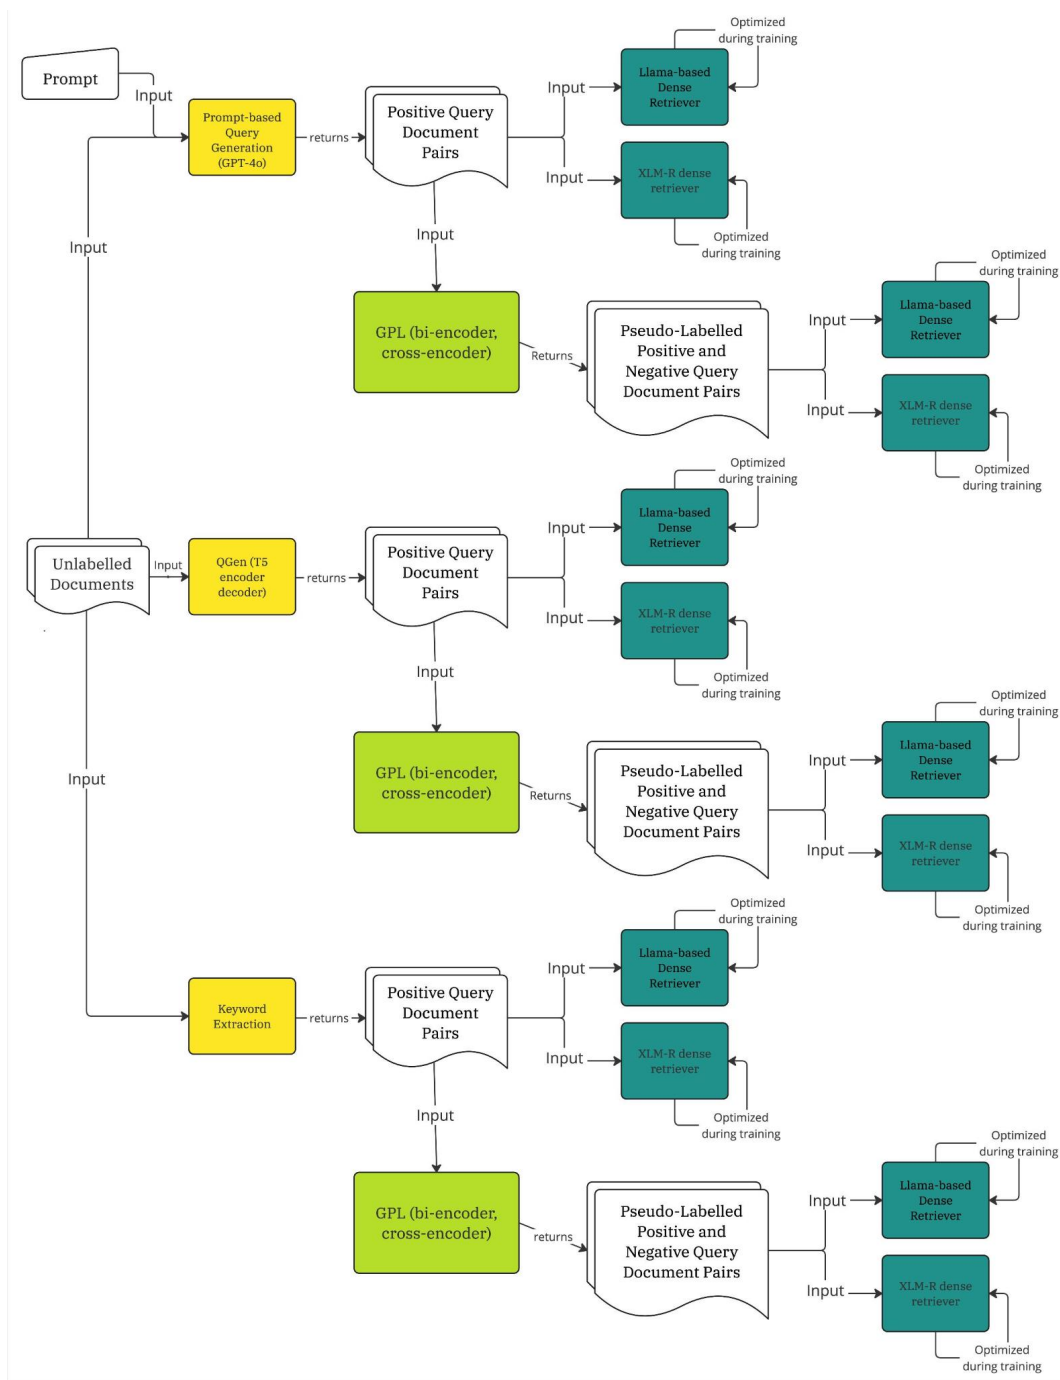 Optimized
during training
Prompt
Input
Llama-based
Dense
Retriever
Input
Prompt-based
Query
Generation
(GPT-4o)
returns
Positive Query
Document
Pairs
Input
XLM-R dense
retriever
Optimized
during training
Input
Input
Optimized
during training
GPL (bi-encoder,
cross-encoder)
Returns
Pseudo-Labelled
Positive and
Negative Query
Document Pairs
Input
Llama-based
Dense
Retriever
Input
XLM-R dense
retriever
Optimized
during training
Optimized
during training
Unlabelled
Documents
Input
QGen (T5
encoder
decoder)
returns
Positive Query
Document
Pairs
Input
Llama-based
Dense
Retriever
Input
XLM-R dense
retriever
Optimized
during training
Input
Input
Optimized
during training
GPL (bi-encoder,
cross-encoder)
Returns
Pseudo-Labelled
Positive and
Negative Query
Document Pairs
Input
Llama-based
Dense
Retriever
Input
XLM-R dense
retriever
Optimized
during training
Optimized
during training
Keyword
Extraction
returns
Positive Query
Document
Pairs
Input
Llama-based
Dense
Retriever
Input
XLM-R dense
retriever
Optimized
during training
Input
Optimized
during training
GPL (bi-encoder,
cross-encoder)
returns
Pseudo-Labelled
Positive and
Negative Query
Document Pairs
Input
Llama-based
Dense
Retriever
Input
XLM-R dense
retriever
Optimized
during training